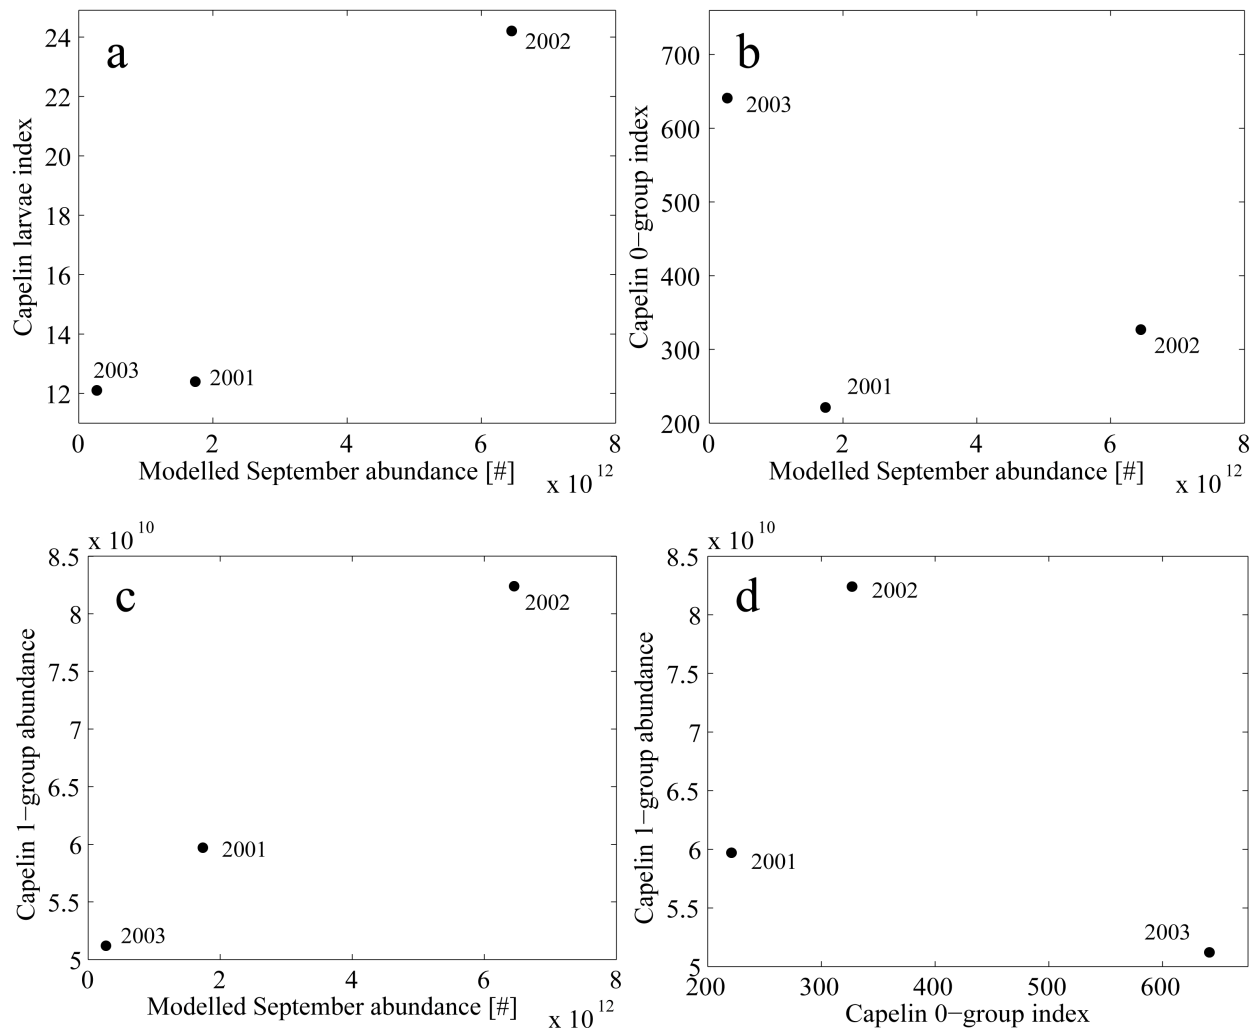 a
24
22
20
18
16
14
12
Capelin larvae index
2002
2003
2001
0 2 4 6 8
Modelled September abundance [#]
x 10^12
b
700
600
500
400
300
200
Capelin 0−group index
2003
2002
2001
0 2 4 6 8
Modelled September abundance [#]
x 10^12
x 10^10
c
8.5
8
7.5
7
6.5
6
5.5
5
Capelin 1−group abundance
2002
2001
2003
0 2 4 6 8
Modelled September abundance [#]
x 10^12
x 10^10
d
8.5
8
7.5
7
6.5
6
5.5
5
Capelin 1−group abundance
2002
2001
2003
200 300 400 500 600
Capelin 0−group index